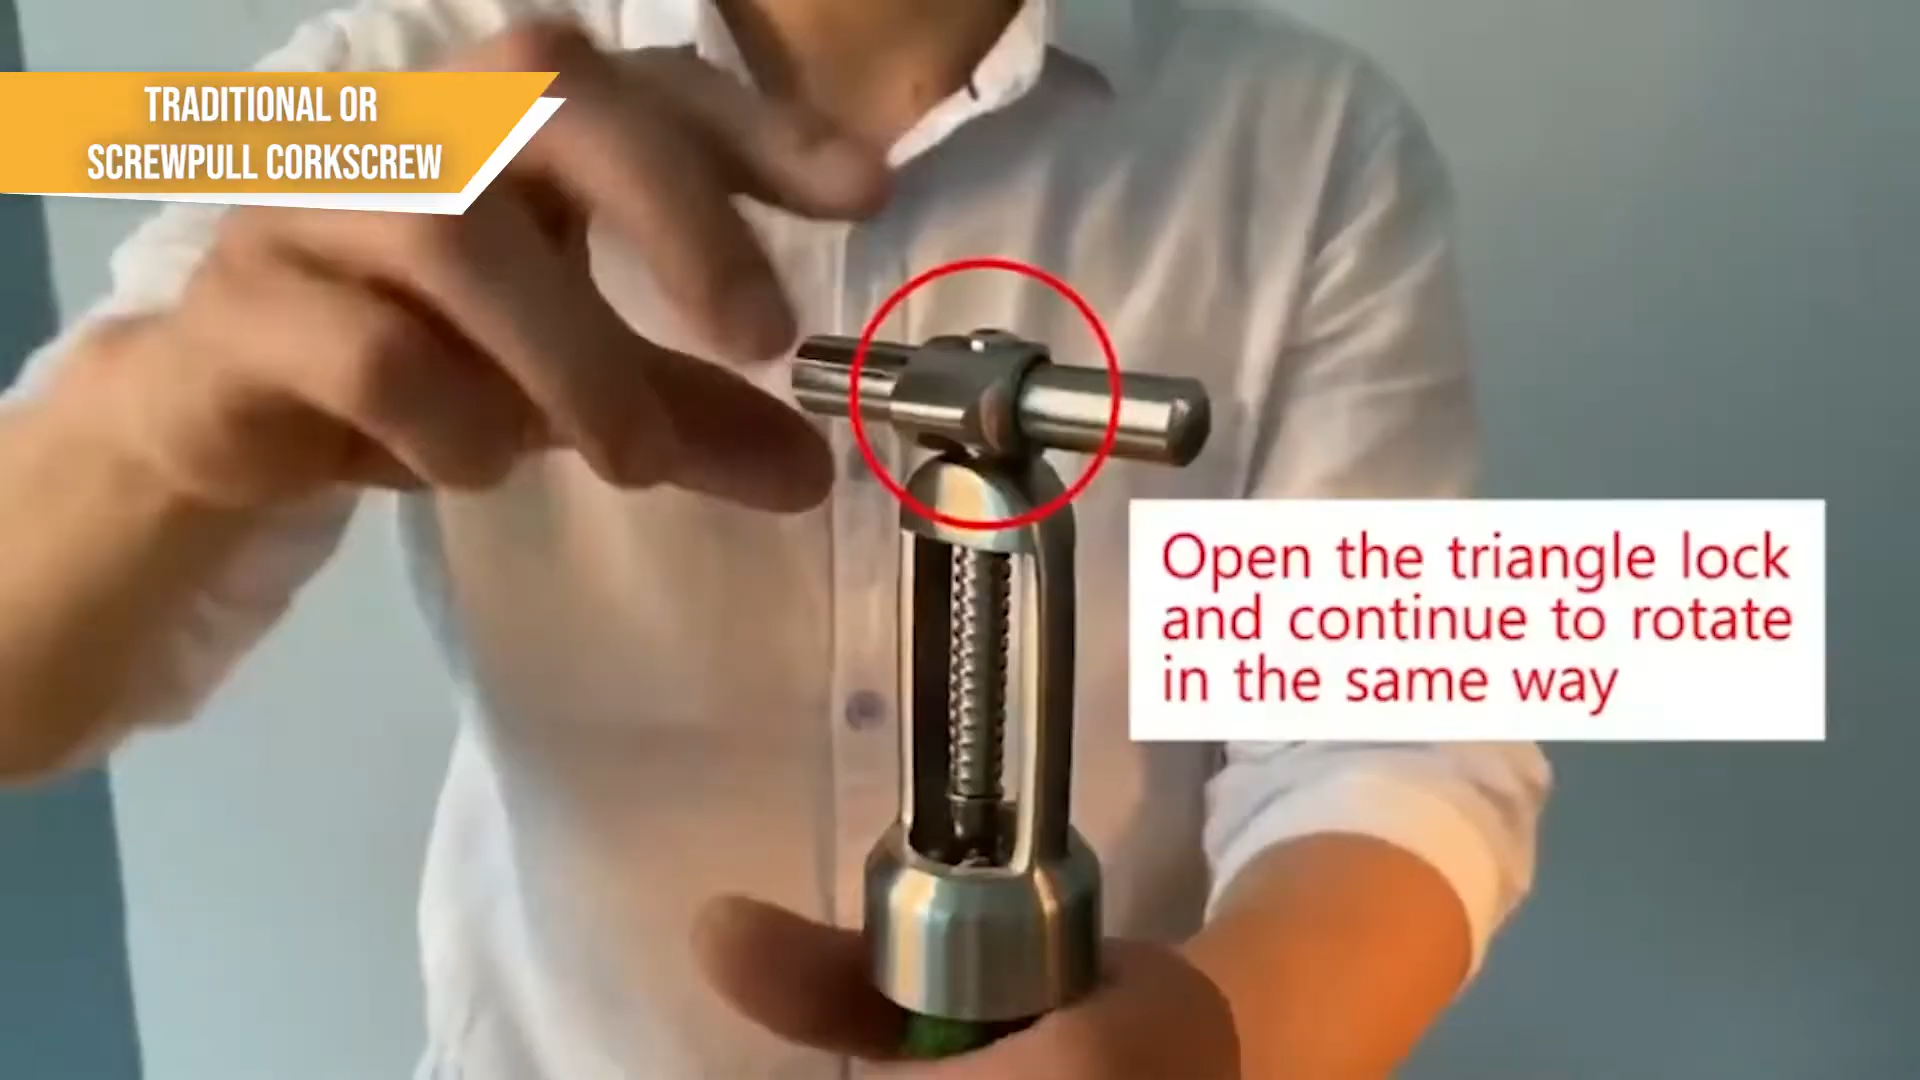 TRADITIONAL OR
SCREWPULL CORKSCREW
Open the triangle lock
and continue to rotate
in the same way